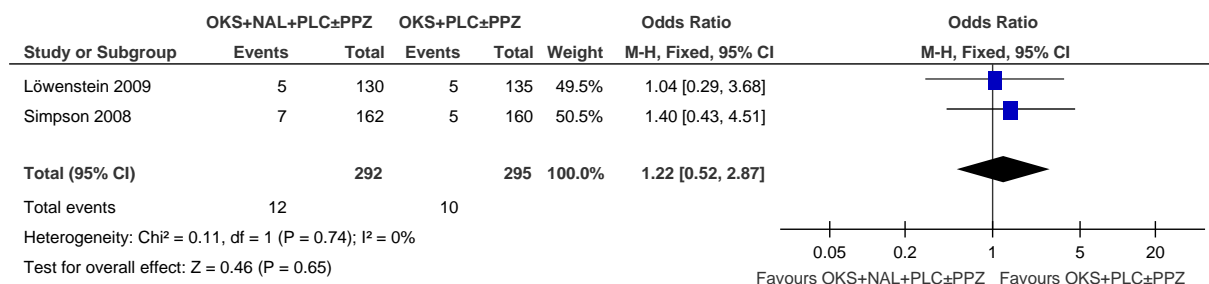 OKS+NAL+PLC±PPZ OKS+PLC±PPZ Odds Ratio Odds Ratio
Study or Subgroup Events Total Events Total Weight M-H, Fixed, 95% CI M-H, Fixed, 95% CI
Löwenstein 2009 5 130 5 135 49.5% 1.04 [0.29, 3.68]
Simpson 2008 7 162 5 160 50.5% 1.40 [0.43, 4.51]
Total (95% CI) 292 295 100.0% 1.22 [0.52, 2.87]
Total events 12 10
Heterogeneity: Chi² = 0.11, df = 1 (P = 0.74); I² = 0%
Test for overall effect: Z = 0.46 (P = 0.65)
0.05 0.2 1 5 20
Favours OKS+NAL+PLC±PPZ Favours OKS+PLC±PPZ